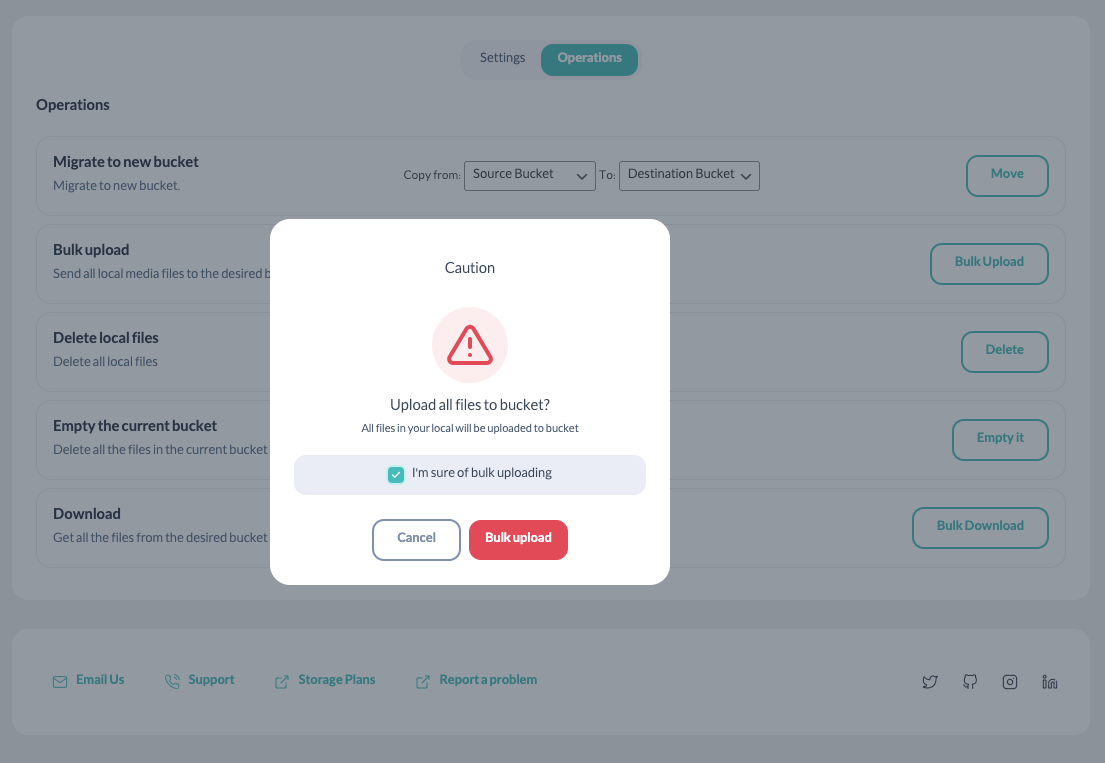 Settings
Operations
Operations
Migrate to new bucket
Migrate to new bucket.
Copy from: Source Bucket To: Destination Bucket
Move
Bulk upload
Send all local media files to the desired
Bulk Upload
Delete local files
Delete all local files
Delete
Empty the current bucket
Delete all the files in the current bucket
Empty it
Download
Get all the files from the desired bucket
Bulk Download
Caution
Upload all files to bucket?
All files in your local will be uploaded to bucket
I'm sure of bulk uploading
Cancel
Bulk upload
Email Us
Support
Storage Plans
Report a problem
in